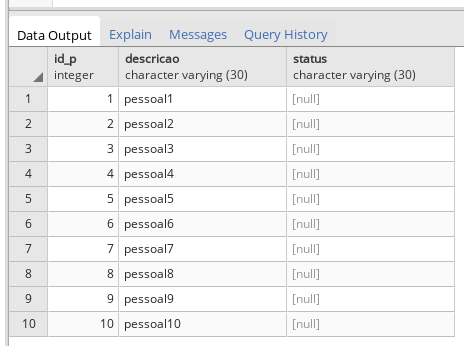 Data Output Explain Messages Query History
id_p descricao status
integer character varying (30) character varying (30)
1 1 pessoal1 [null]
2 2 pessoal2 [null]
3 3 pessoal3 [null]
4 4 pessoal4 [null]
5 5 pessoal5 [null]
6 6 pessoal6 [null]
7 7 pessoal7 [null]
8 8 pessoal8 [null]
9 9 pessoal9 [null]
10 10 pessoal10 [null]